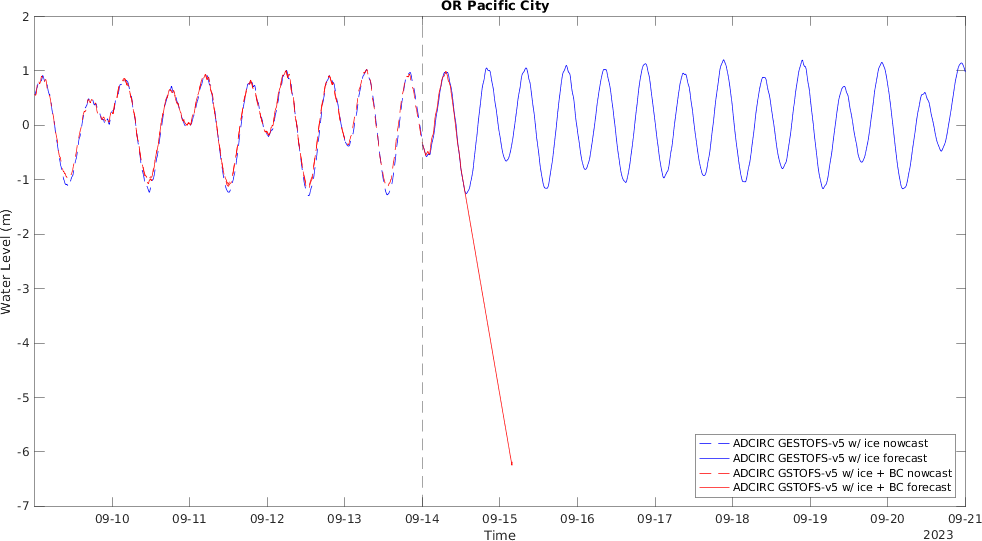 OR Pacific City
2
1
0
-1
-2
-3
-4
-5
-6
-7
Water Level (m)
ADCIRC GESTOFS-v5 w/ ice nowcast
ADCIRC GESTOFS-v5 w/ ice forecast
ADCIRC GSTOFS-v5 w/ ice + BC nowcast
ADCIRC GSTOFS-v5 w/ ice + BC forecast
09-10 09-11 09-12 09-13 09-14 09-15 09-16 09-17 09-18 09-19 09-20 09-21
Time
2023